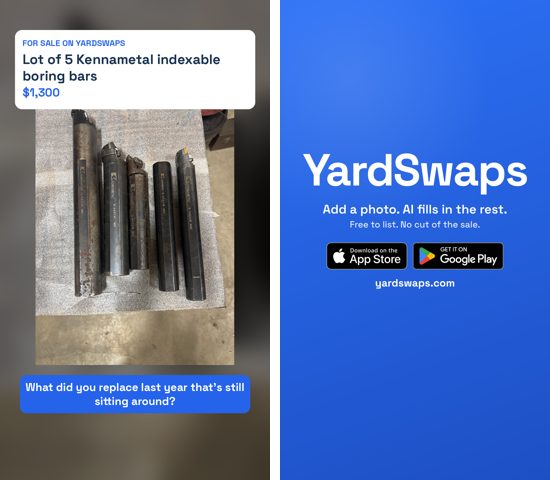 FOR SALE ON YARDSWAPS
Lot of 5 Kennametal indexable
boring bars
$1,300
What did you replace last year that's still
sitting around?
YardSwaps
Add a photo. AI fills in the rest.
Free to list. No cut of the sale.
Download on the
App Store
GET IT ON
Google Play
yardswaps.com